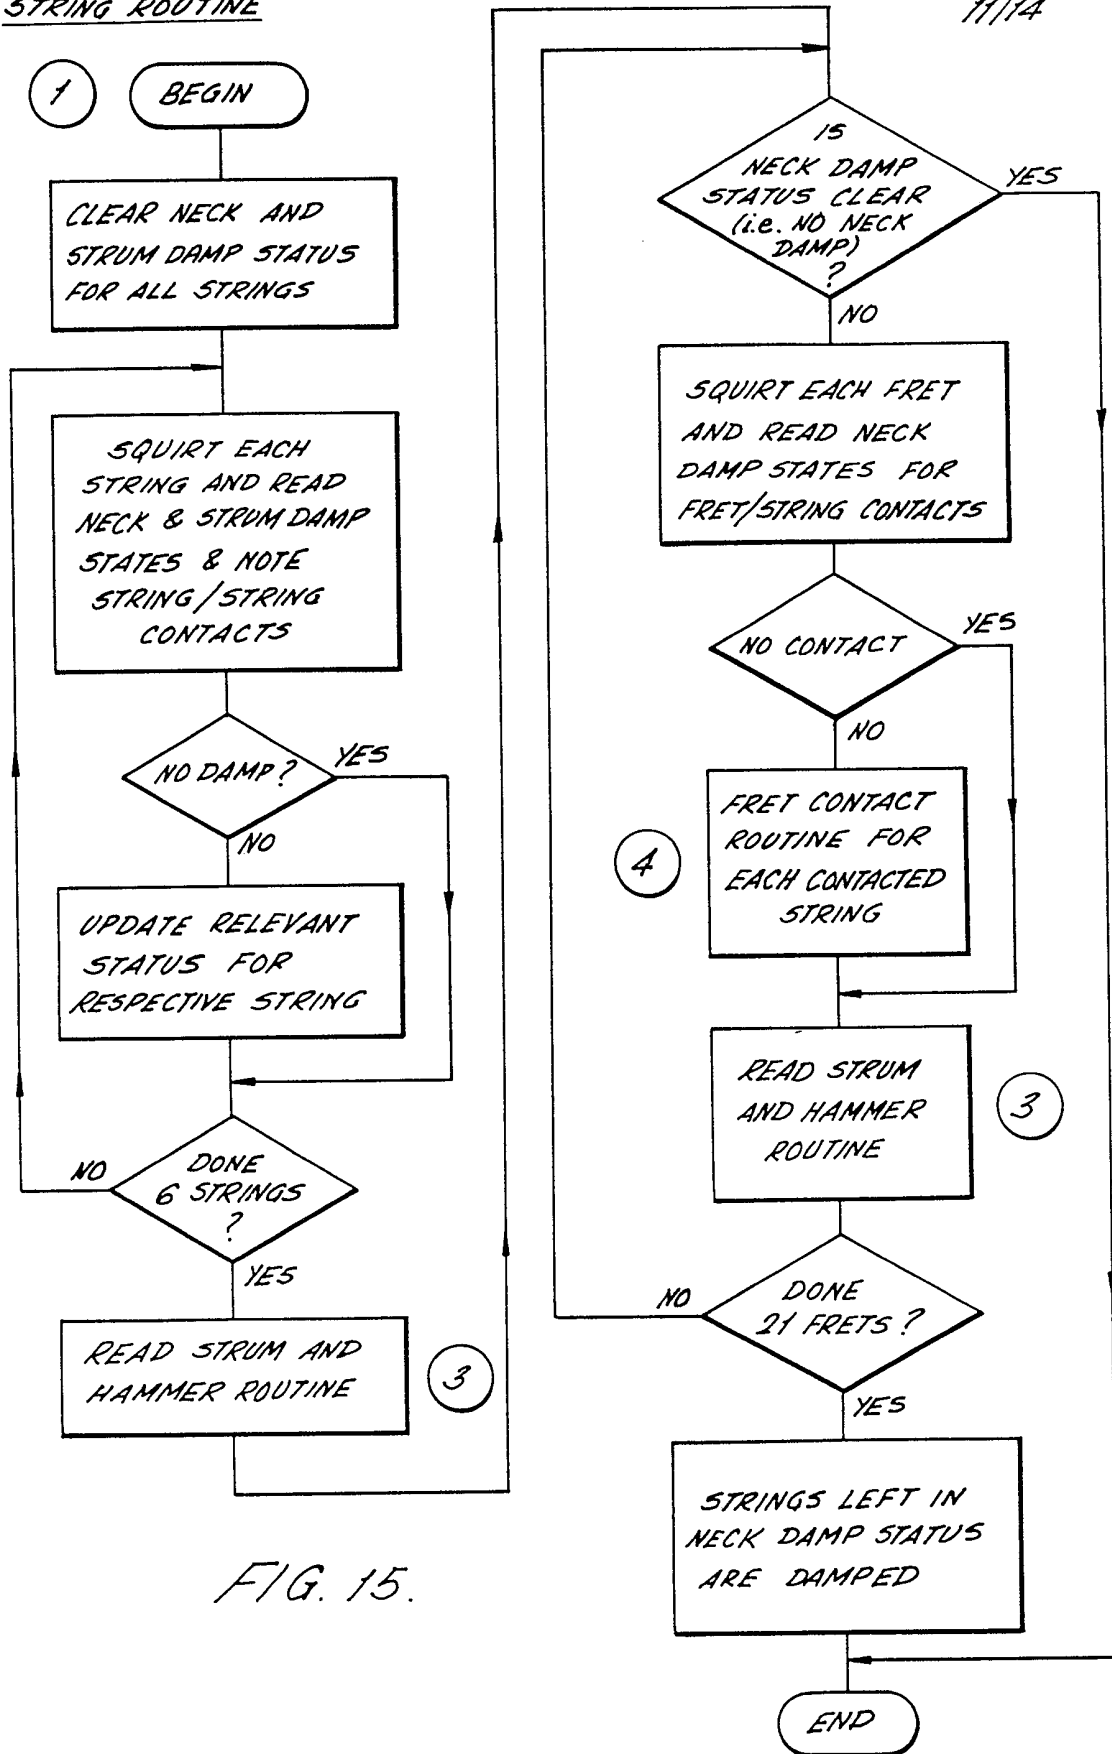 STRING ROUTINE
11/14
1
BEGIN
CLEAR NECK AND
STRUM DAMP STATUS
FOR ALL STRINGS
SQUIRT EACH
STRING AND READ
NECK & STRUM DAMP
STATES & NOTE
STRING/STRING
CONTACTS
NO DAMP?
YES
NO
UPDATE RELEVANT
STATUS FOR
RESPECTIVE STRING
DONE
6 STRINGS
?
NO
YES
READ STRUM AND
HAMMER ROUTINE
3
IS
NECK DAMP
STATUS CLEAR
(i.e. NO NECK
DAMP)
?
YES
NO
SQUIRT EACH FRET
AND READ NECK
DAMP STATES FOR
FRET/STRING CONTACTS
NO CONTACT
YES
NO
FRET CONTACT
ROUTINE FOR
EACH CONTACTED
STRING
4
READ STRUM
AND HAMMER
ROUTINE
3
DONE
21 FRETS?
NO
YES
STRINGS LEFT IN
NECK DAMP STATUS
ARE DAMPED
END
FIG. 15.